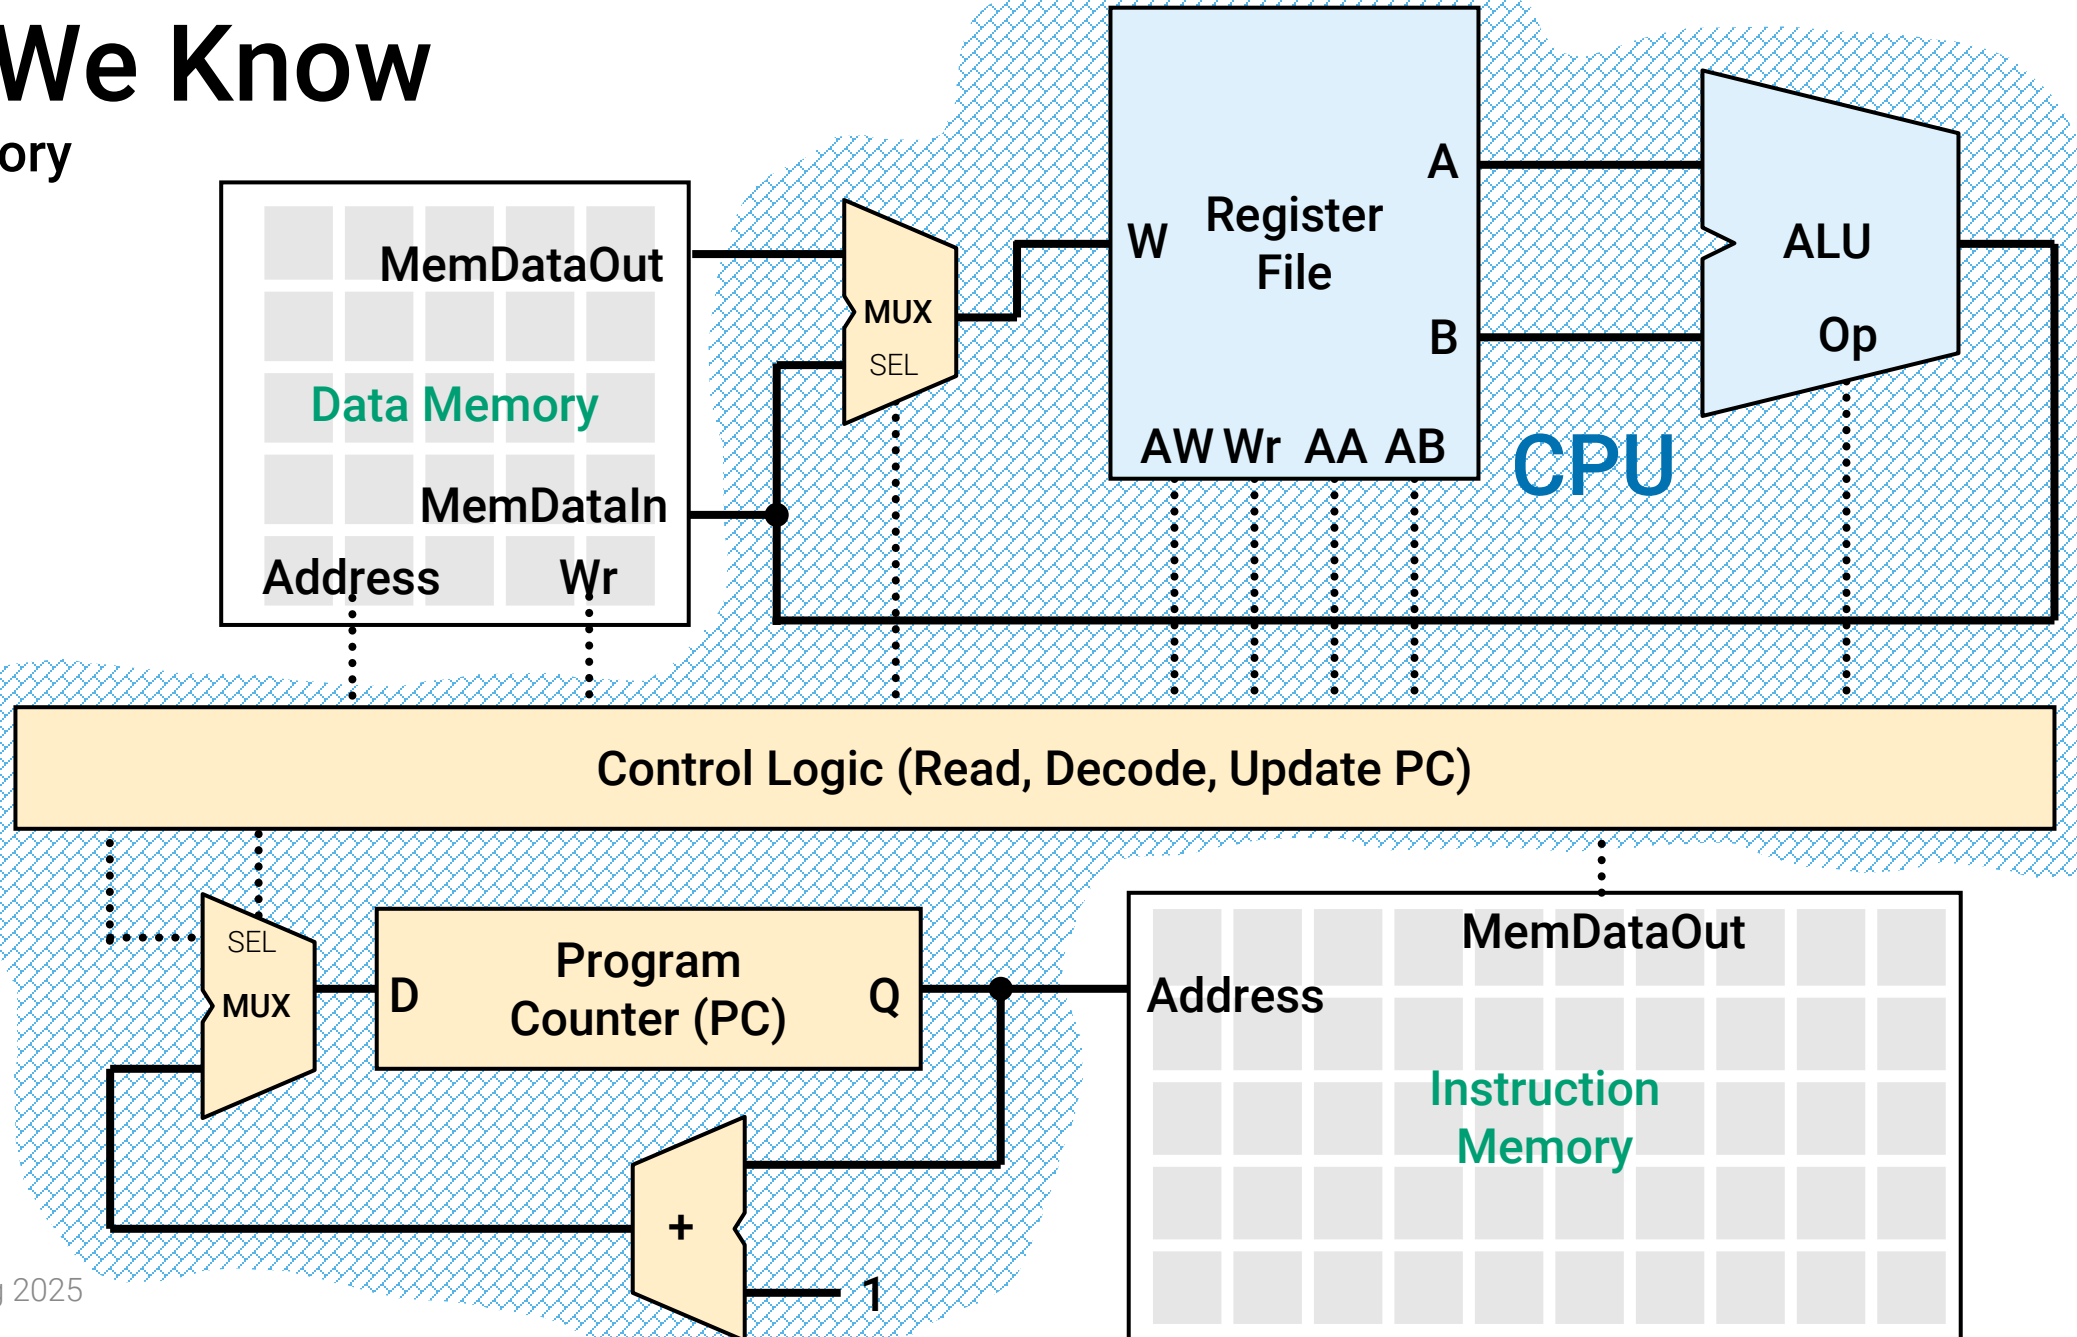 We Know
ory
MemDataOut
Data Memory
MemDataIn
Address
Wr
MUX
SEL
W
Register
File
A
B
AW Wr AA AB
ALU
Op
CPU
Control Logic (Read, Decode, Update PC)
SEL
MUX
D
Program
Counter (PC)
Q
+
1
MemDataOut
Address
Instruction
Memory
g 2025